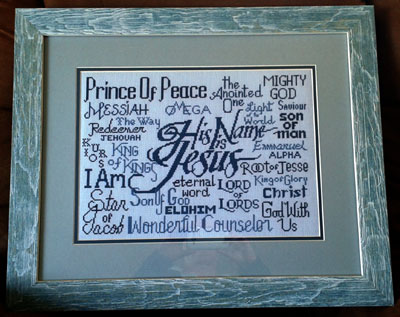 Prince Of Peace
the Anointed One
MIGHTY GOD
MESSIAH
OMEGA
Light of the World
Saviour
The Way
son of man
Redeemer
JEHOVAH
His Name Is Jesus
Emmanuel
ALPHA
KURIOS
KING of KINGS
Root of Jesse
King of Glory
I Am
eternal word
LORD of LORDS
Christ
Star of Jacob
Son Of God
ELOHIM
God With Us
Wonderful Counselor